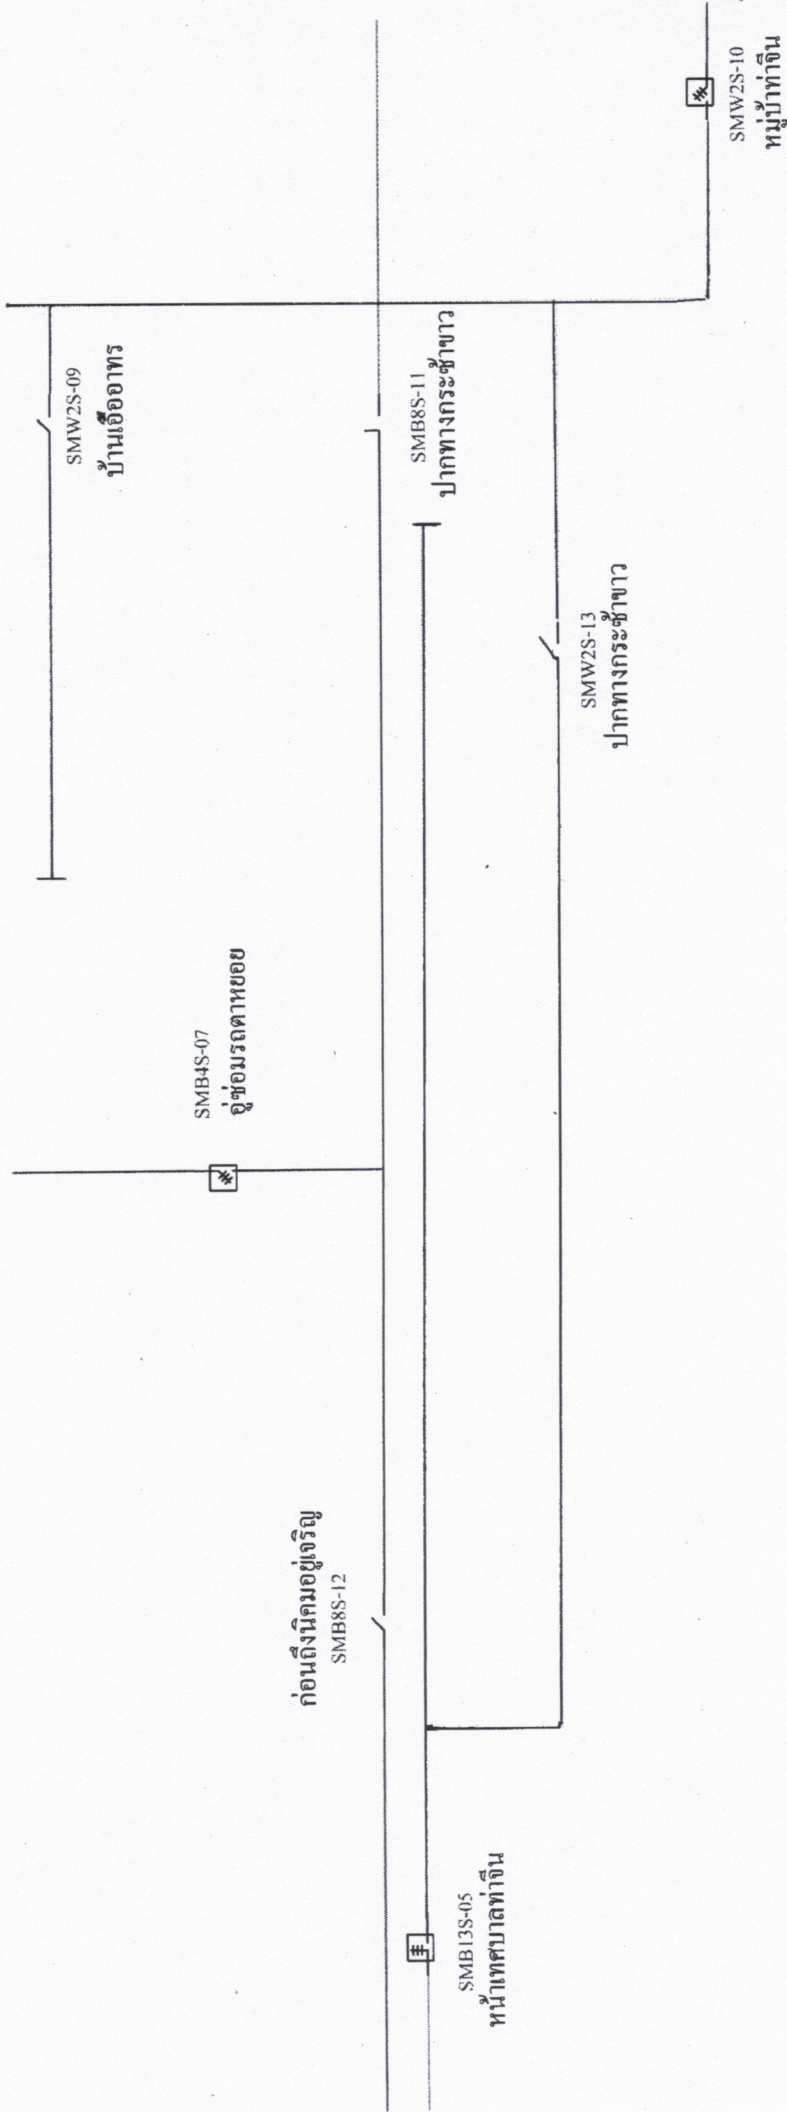 SMW2S-09
บ้านเอื้ออาทร
SMW2S-10
หมู่บ้าท่าจีน
SMB8S-11
ปากทางกระซ้าขาว
SMW2S-13
ปากทางกระซ้าขาว
SMB4S-07
อู่ซ่อมรถตาหยอย
ก่อนถึงนิคมอยู่เจริญ
SMB8S-12
SMB13S-05
หน้าเทศบาลท่าจีน